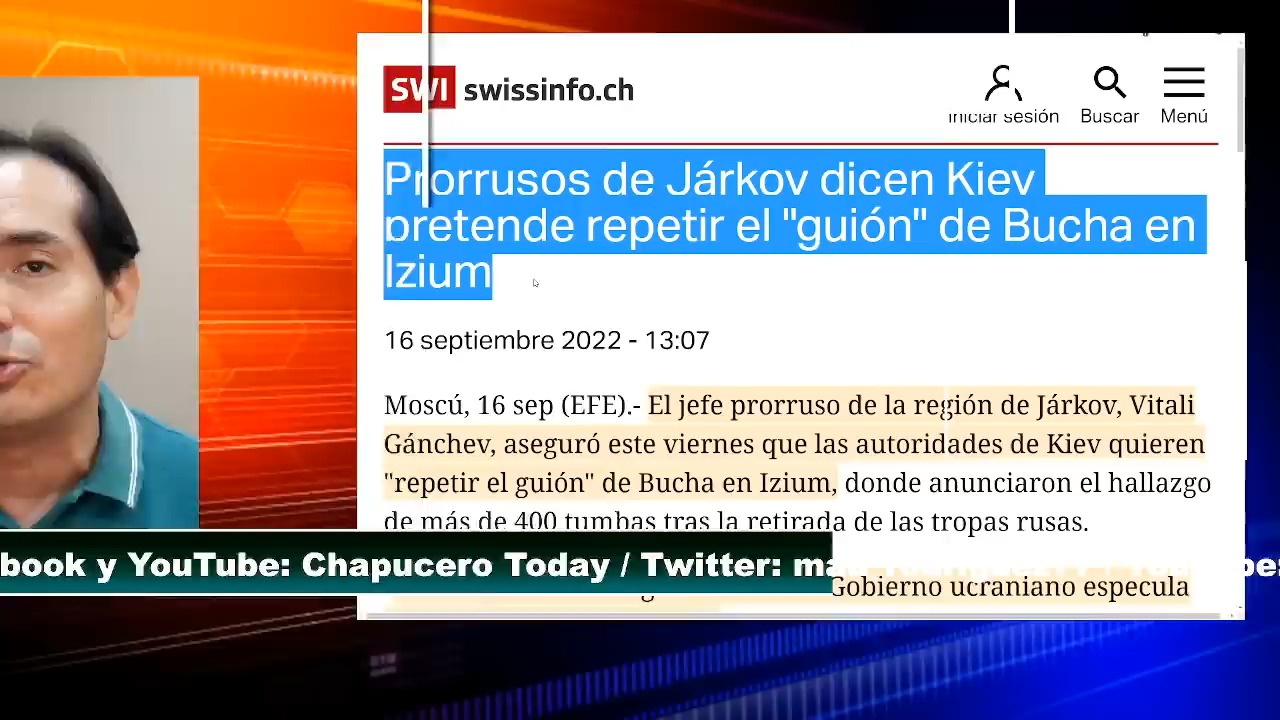 SWI swissinfo.ch
Iniciar sesión Buscar Menú
Prorrusos de Járkov dicen Kiev
pretende repetir el "guión" de Bucha en
Izium
16 septiembre 2022 - 13:07
Moscú, 16 sep (EFE).- El jefe prorruso de la región de Járkov, Vitali
Gánchev, aseguró este viernes que las autoridades de Kiev quieren
"repetir el guión" de Bucha en Izium, donde anunciaron el hallazgo
de más de 400 tumbas tras la retirada de las tropas rusas.
book y YouTube: Chapucero Today / Twitter:
Gobierno ucraniano especula